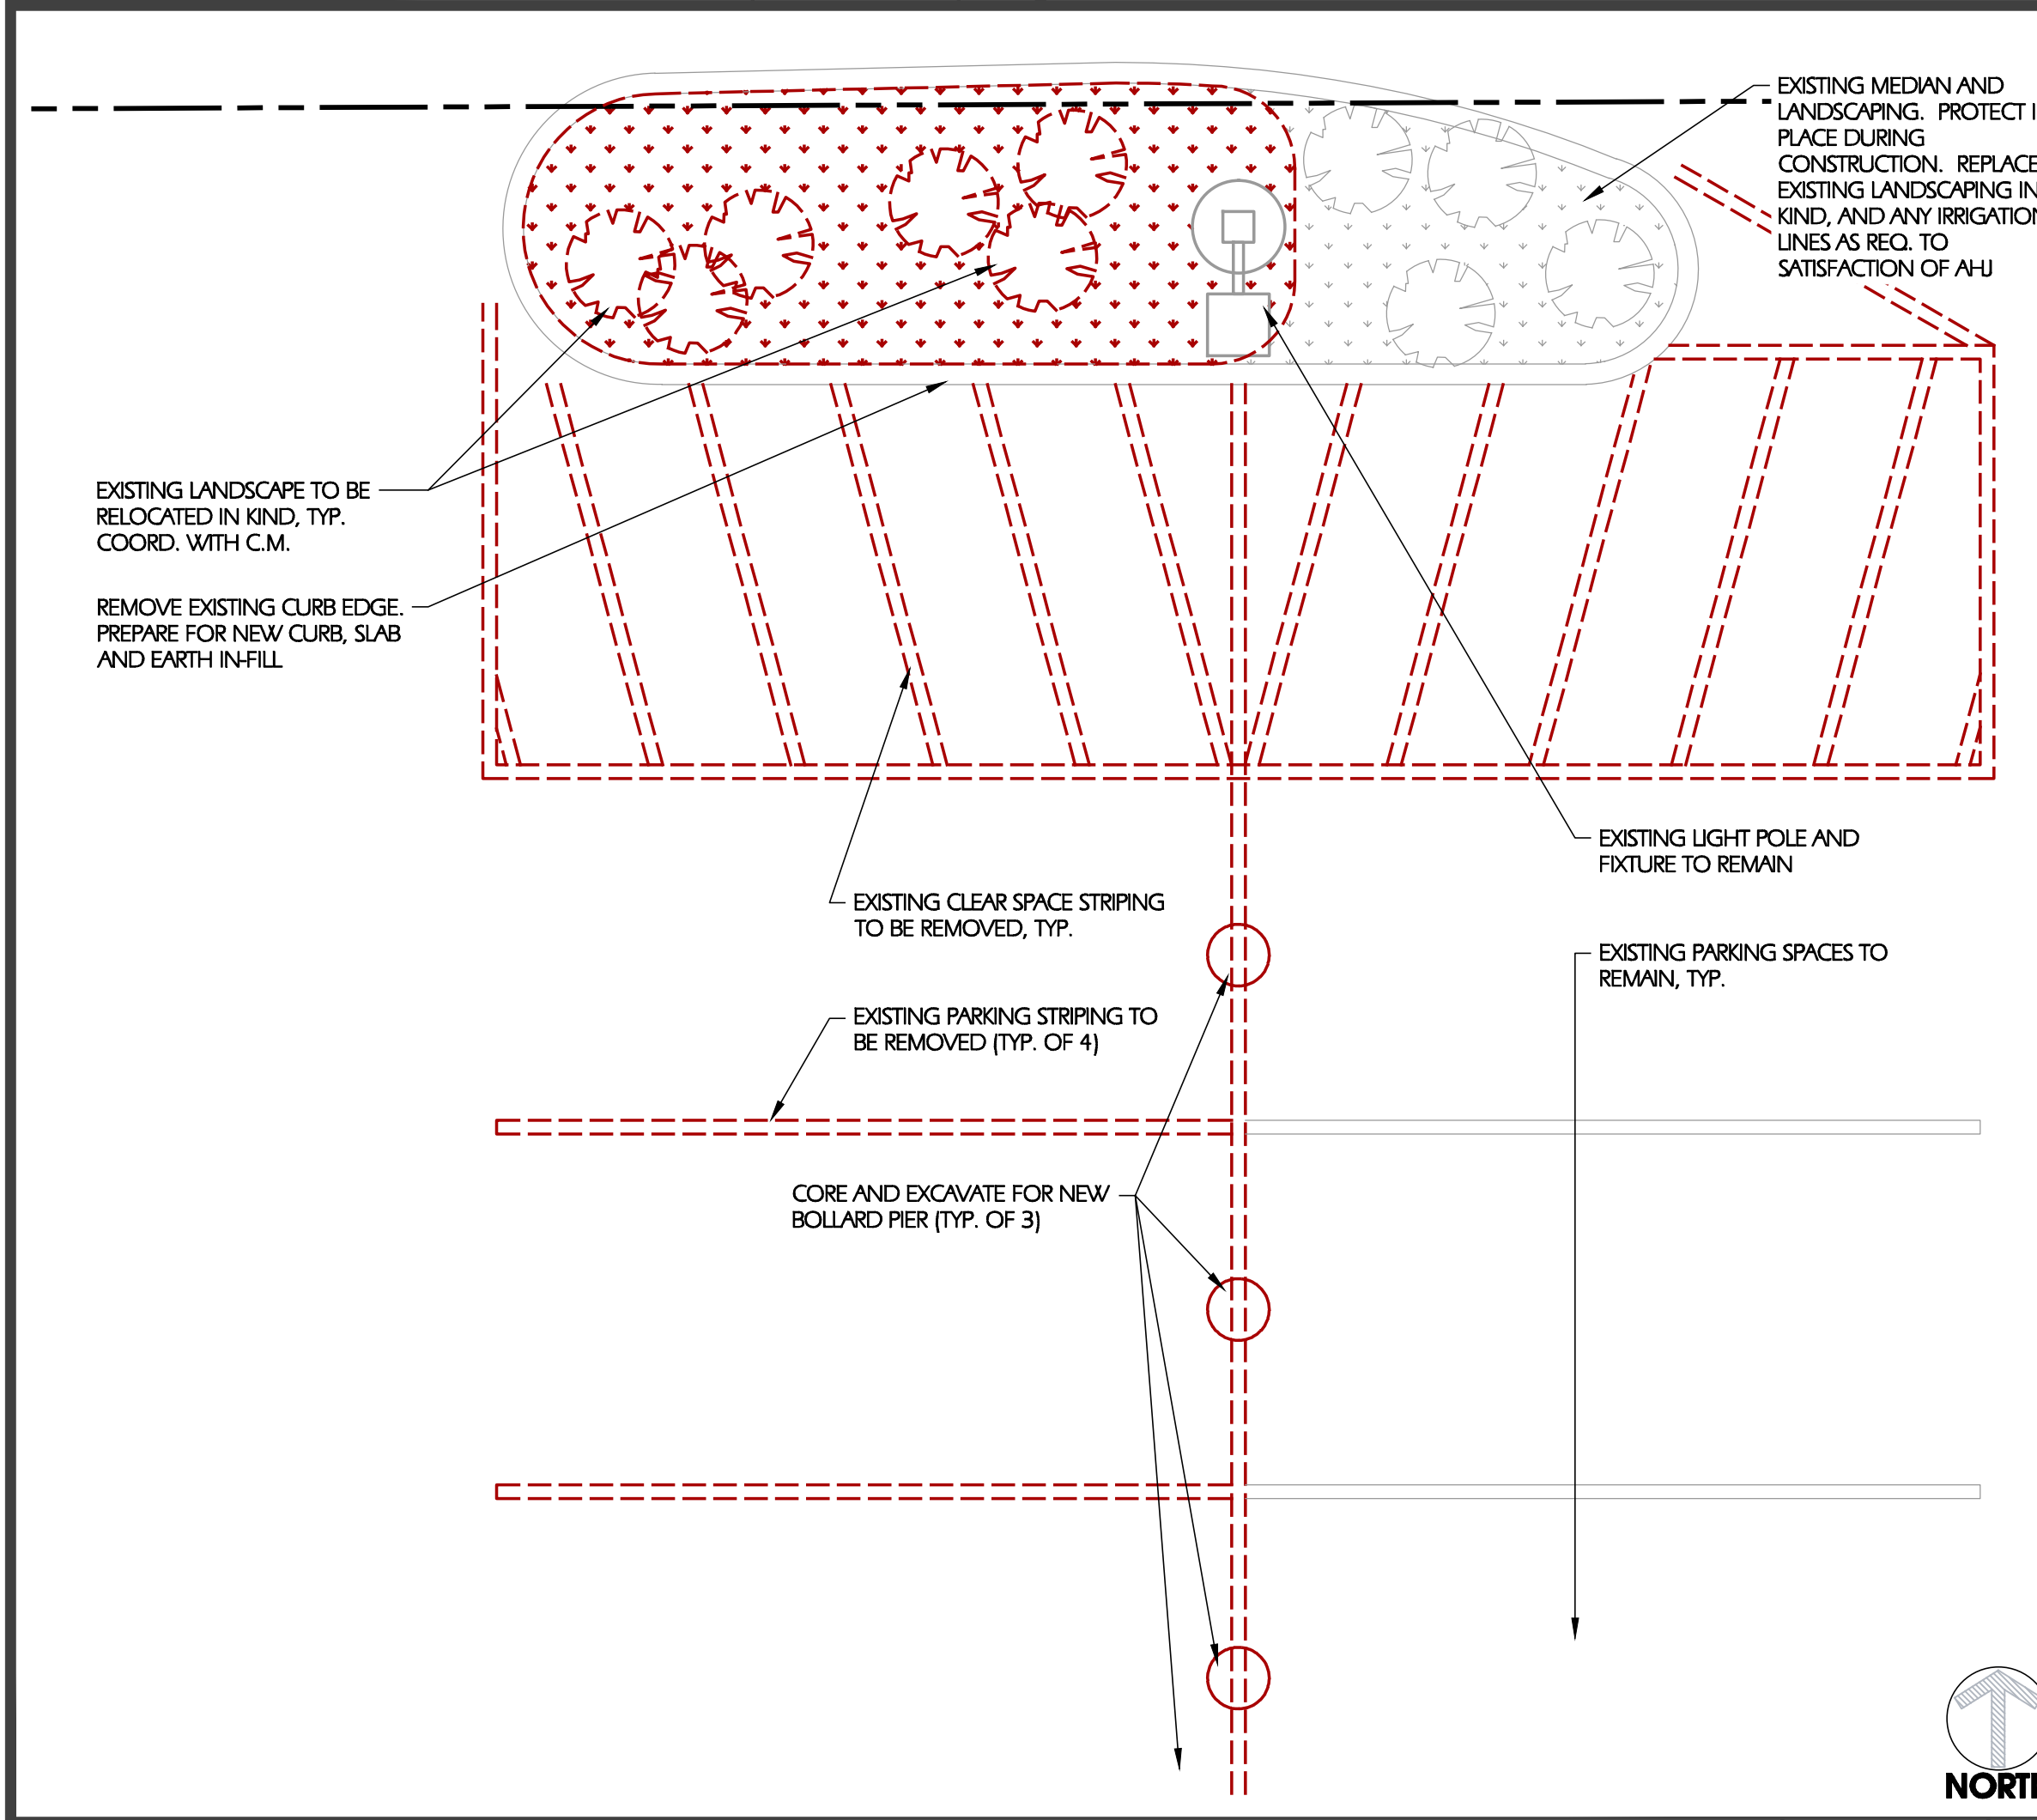 EXISTING MEDIAN AND
LANDSCAPING. PROTECT I
PLACE DURING
CONSTRUCTION. REPLACE
EXISTING LANDSCAPING IN
KIND, AND ANY IRRIGATION
LINES AS REQ. TO
SATISFACTION OF AHJ
EXISTING LANDSCAPE TO BE
RELOCATED IN KIND, TYP.
COORD. WITH C.M.
REMOVE EXISTING CURB EDGE.
PREPARE FOR NEW CURB, SLAB
AND EARTH IN-FILL
EXISTING LIGHT POLE AND
FIXTURE TO REMAIN
EXISTING CLEAR SPACE STRIPING
TO BE REMOVED, TYP.
EXISTING PARKING SPACES TO
REMAIN, TYP.
EXISTING PARKING STRIPING TO
BE REMOVED (TYP. OF 4)
CORE AND EXCAVATE FOR NEW
BOLLARD PIER (TYP. OF 3)
NORTH